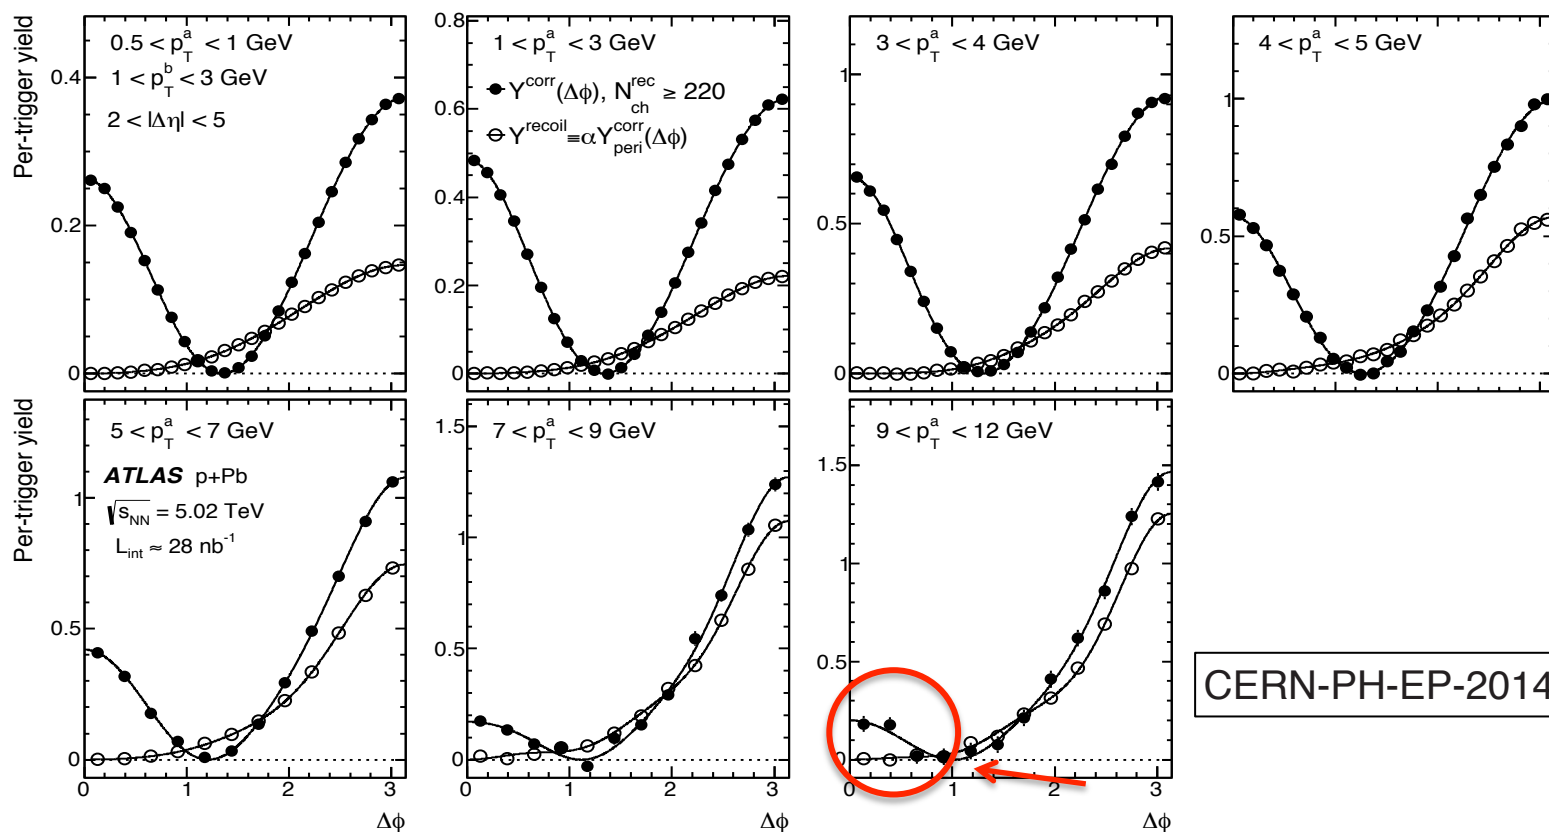 Per-trigger yield
0.5 < p_T^a < 1 GeV
1 < p_T^b < 3 GeV
2 < |Δη| < 5
0.4
0.2
0
1 < p_T^a < 3 GeV
Y^corr(Δϕ), N_ch^rec ≥ 220
Y^recoil≡αY_peri^corr(Δϕ)
0.8
0.6
0.4
0.2
0
3 < p_T^a < 4 GeV
1
0.5
0
4 < p_T^a < 5 GeV
1
0.5
0
Per-trigger yield
5 < p_T^a < 7 GeV
ATLAS p+Pb
√s_NN = 5.02 TeV
L_int ≈ 28 nb^-1
1
0.5
0
0 1 2 3
Δϕ
7 < p_T^a < 9 GeV
1.5
1
0.5
0
0 1 2 3
Δϕ
9 < p_T^a < 12 GeV
1.5
1
0.5
0
0 1 2 3
Δϕ
CERN-PH-EP-2014